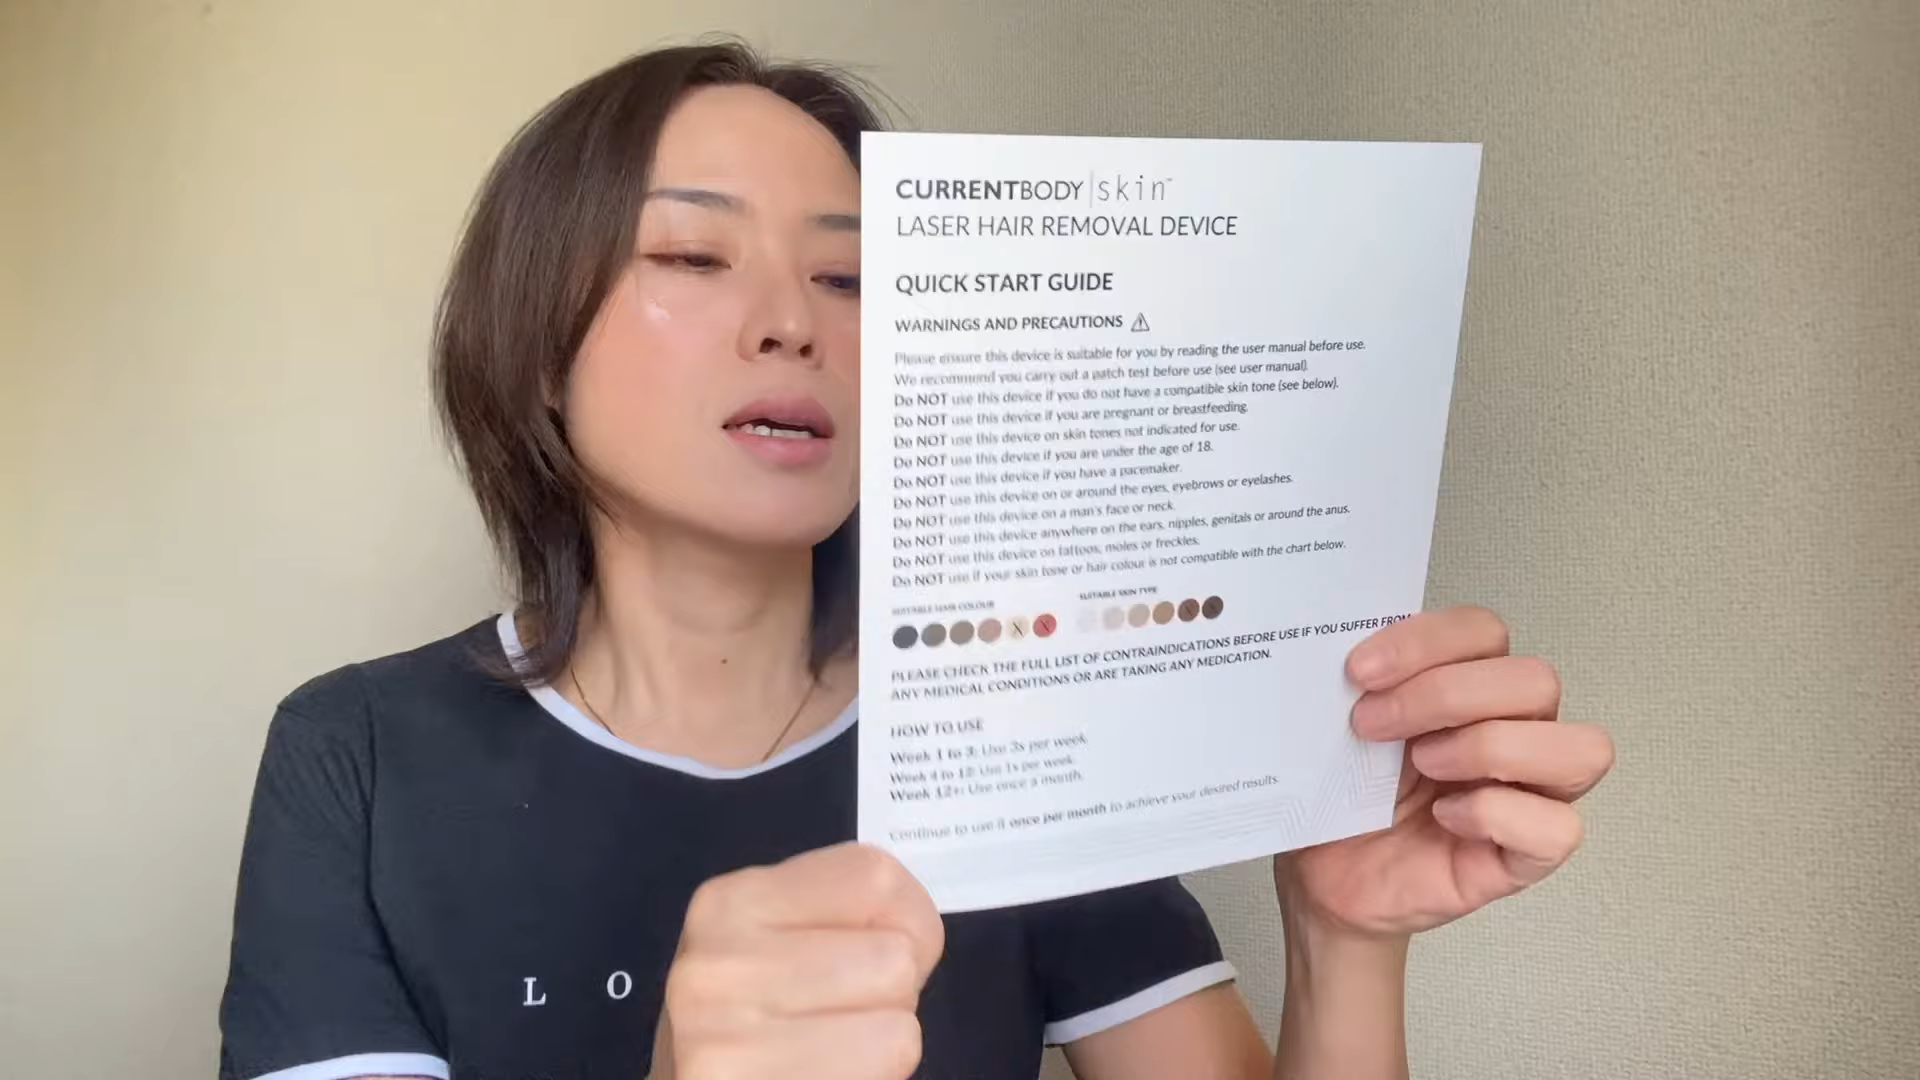 CURRENTBODY|skin™
LASER HAIR REMOVAL DEVICE
QUICK START GUIDE
WARNINGS AND PRECAUTIONS
Please ensure this device is suitable for you by reading the user manual before use.
We recommend you carry out a patch test before use (see user manual).
Do NOT use this device if you do not have a compatible skin tone (see below).
Do NOT use this device if you are pregnant or breastfeeding.
Do NOT use this device on skin tones not indicated for use.
Do NOT use this device if you are under the age of 18.
Do NOT use this device if you have a pacemaker.
Do NOT use this device on or around the eyes, eyebrows or eyelashes.
Do NOT use this device on a man's face or neck.
Do NOT use this device anywhere on the ears, nipples, genitals or around the anus.
Do NOT use this device on tattoos, moles or freckles.
Do NOT use if your skin tone or hair colour is not compatible with the chart below.
SUITABLE HAIR COLOUR
SUITABLE SKIN TYPE
X X
X X
PLEASE CHECK THE FULL LIST OF CONTRAINDICATIONS BEFORE USE IF YOU SUFFER FROM
ANY MEDICAL CONDITIONS OR ARE TAKING ANY MEDICATION.
HOW TO USE
Week 1 to 3: Use 3s per week.
Week 4 to 12: Use 1s per week.
Week 12+: Use once a month.
Continue to use it once per month to achieve your desired results.
L O